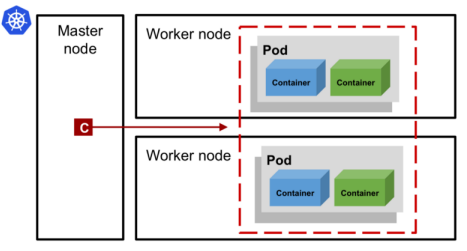 Master
node
Worker node
Pod
Container
Container
C
Worker node
Pod
Container
Container